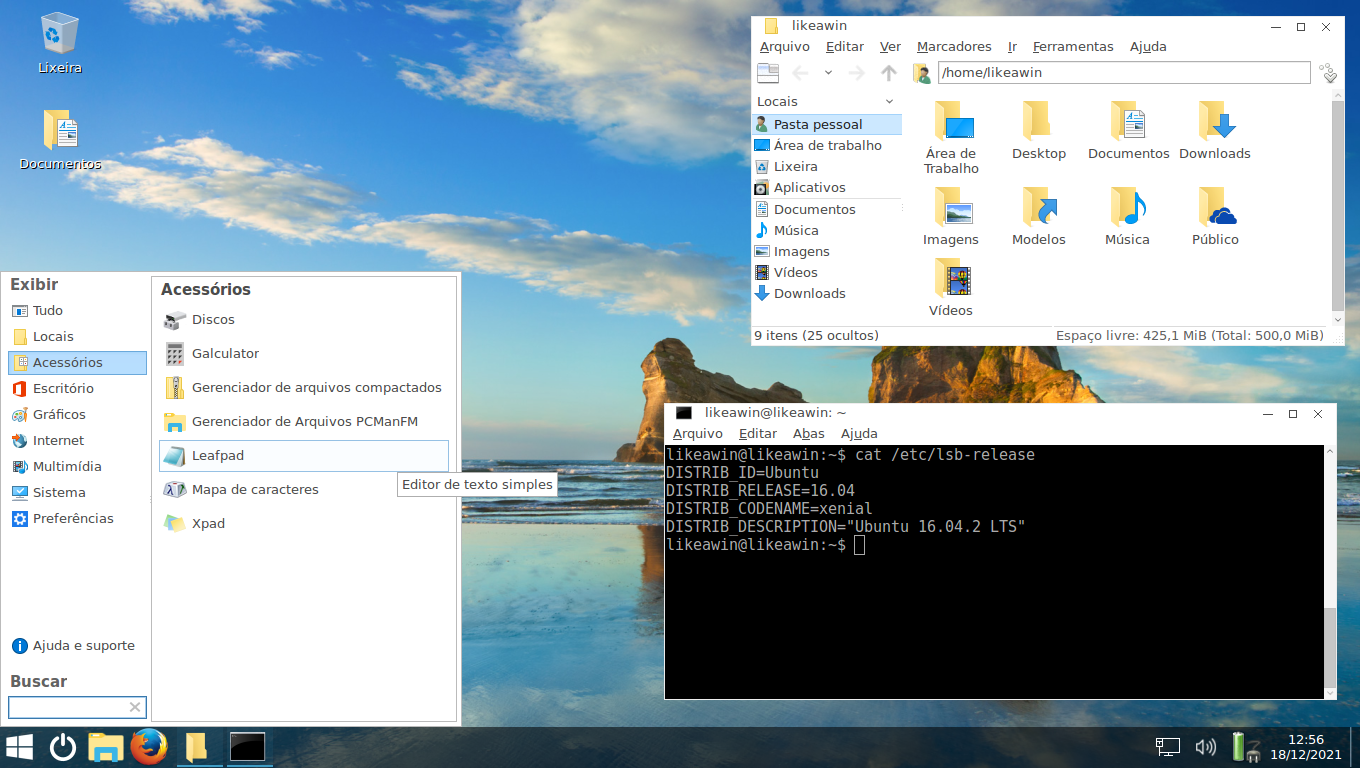 Lixeira
Documentos
likeawin
Arquivo Editar Ver Marcadores Ir Ferramentas Ajuda
/home/likeawin
Locais
Pasta pessoal
Área de trabalho
Lixeira
Aplicativos
Documentos
Música
Imagens
Vídeos
Downloads
Área de Trabalho
Desktop
Documentos
Downloads
Imagens
Modelos
Música
Público
Vídeos
9 itens (25 ocultos) Espaço livre: 425,1 MiB (Total: 500,0 MiB)
Exibir
Tudo
Locais
Acessórios
Escritório
Gráficos
Internet
Multimídia
Sistema
Preferências
Ajuda e suporte
Buscar
Acessórios
Discos
Galculator
Gerenciador de arquivos compactados
Gerenciador de Arquivos PCManFM
Leafpad
Mapa de caracteres
Xpad
Editor de texto simples
likeawin@likeawin: ~
Arquivo Editar Abas Ajuda
likeawin@likeawin:~$ cat /etc/lsb-release
DISTRIB_ID=Ubuntu
DISTRIB_RELEASE=16.04
DISTRIB_CODENAME=xenial
DISTRIB_DESCRIPTION="Ubuntu 16.04.2 LTS"
likeawin@likeawin:~$
12:56
18/12/2021